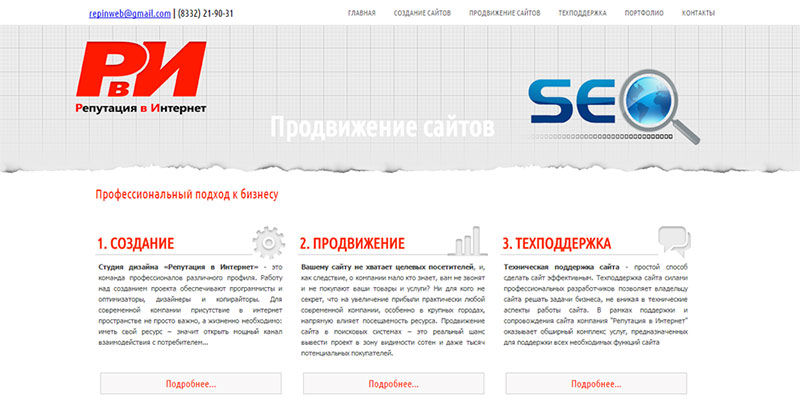 repinweb@gmail.com | (8332) 21-90-31
ГЛАВНАЯ СОЗДАНИЕ САЙТОВ ПРОДВИЖЕНИЕ САЙТОВ ТЕХПОДДЕРЖКА ПОРТФОЛИО КОНТАКТЫ
РВИ
Репутация в Интернет
SEO
Продвижение сайтов
Профессиональный подход к бизнесу
1. СОЗДАНИЕ
Студия дизайна «Репутация в Интернет» - это
команда профессионалов различного профиля. Работу
над созданием проекта обеспечивают программисты и
оптимизаторы, дизайнеры и копирайторы. Для
современной компании присутствие в интернет
пространстве не просто важно, а жизненно необходимо:
иметь свой ресурс – значит открыть мощный канал
взаимодействия с потребителем...
Подробнее...
2. ПРОДВИЖЕНИЕ
Вашему сайту не хватает целевых посетителей, и,
как следствие, о компании мало кто знает, вам не звонят
и не покупают ваши товары и услуги? Ни для кого не
секрет, что на увеличение прибыли практически любой
современной компании, особенно в крупных городах,
напрямую влияет посещаемость ресурса. Продвижение
сайта в поисковых системах – это реальный шанс
вывести проект в зону видимости сотен и даже тысяч
потенциальных покупателей.
Подробнее...
3. ТЕХПОДДЕРЖКА
Техническая поддержка сайта - простой способ
сделать сайт эффективным. Техподдержка сайта силами
профессиональных разработчиков позволяет владельцу
сайта решать задачи бизнеса, не вникая в технические
аспекты работы сайта. В рамках поддержки и
сопровождения сайта компания "Репутация в Интернет"
оказывает обширный комплекс услуг, предназначенных
для поддержки всех необходимых функций сайта
Подробнее...